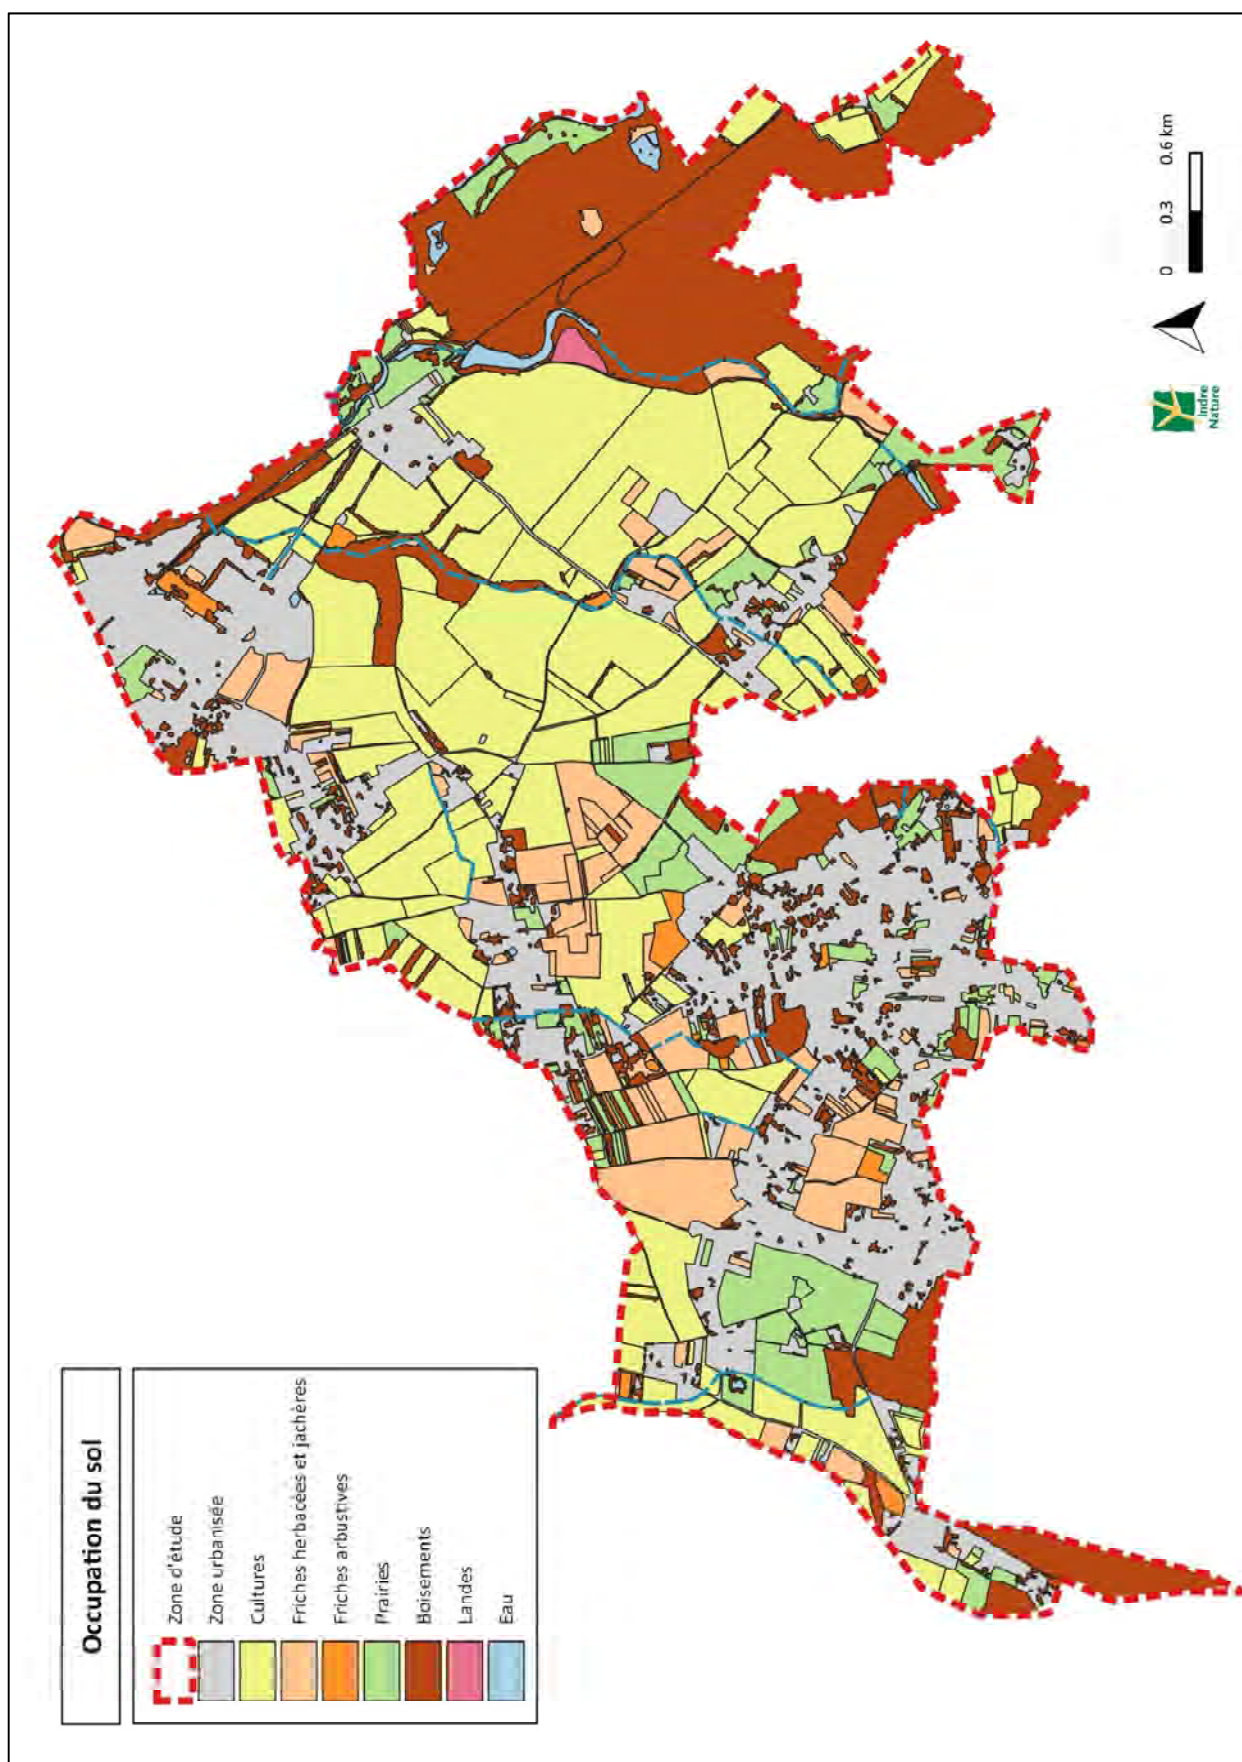 Occupation du sol
Zone d'étude
Zone urbanisée
Cultures
Friches herbacées et jachères
Friches arbustives
Prairies
Boisements
Landes
Eau
Indre
Nature
0 0.3 0.6 km